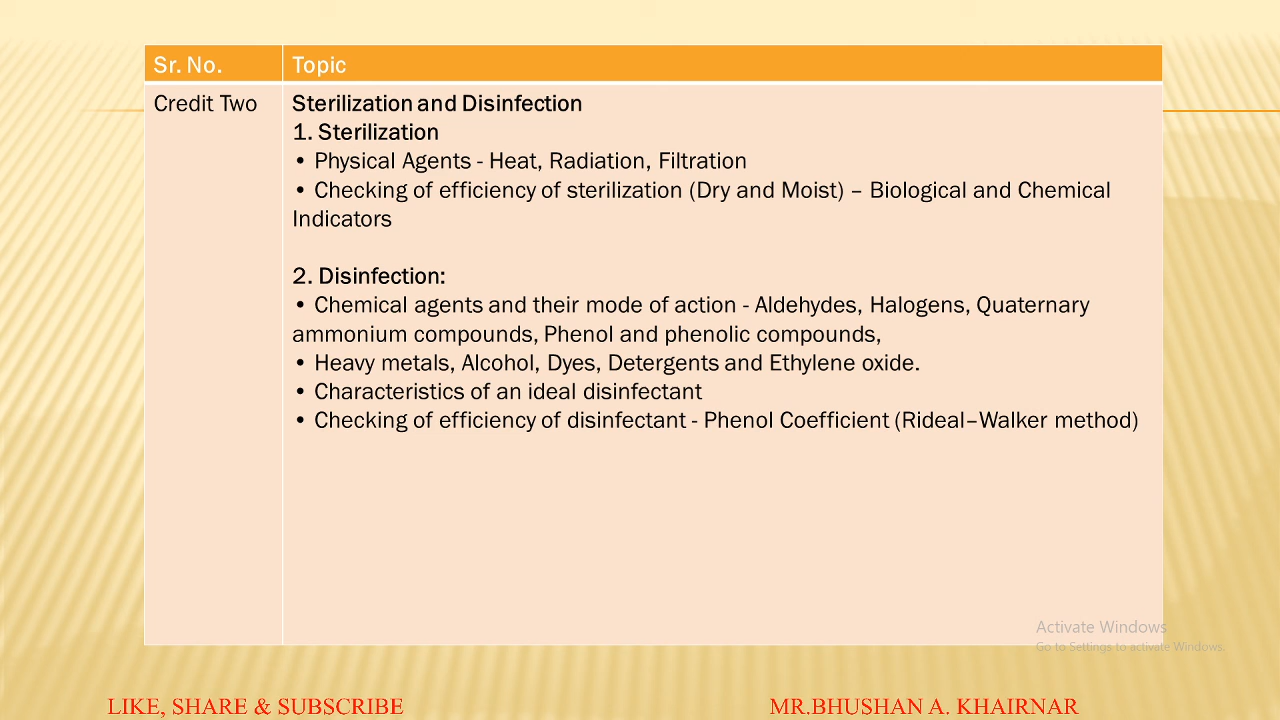 Sr. No. Topic
Credit Two Sterilization and Disinfection
1. Sterilization
• Physical Agents - Heat, Radiation, Filtration
• Checking of efficiency of sterilization (Dry and Moist) – Biological and Chemical
Indicators
2. Disinfection:
• Chemical agents and their mode of action - Aldehydes, Halogens, Quaternary
ammonium compounds, Phenol and phenolic compounds,
• Heavy metals, Alcohol, Dyes, Detergents and Ethylene oxide.
• Characteristics of an ideal disinfectant
• Checking of efficiency of disinfectant - Phenol Coefficient (Rideal–Walker method)
Activate Windows
Go to Settings to activate Windows.
LIKE, SHARE & SUBSCRIBE MR.BHUSHAN A. KHAIRNAR